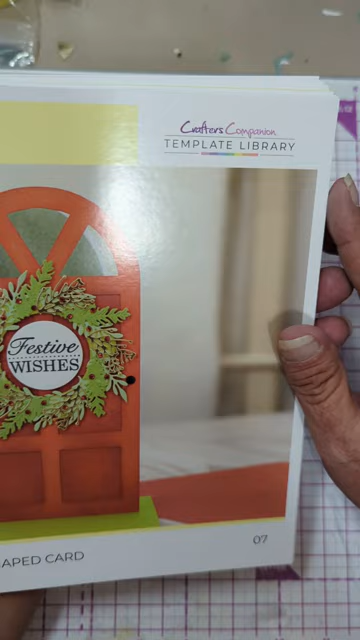 Crafters Companion
TEMPLATE LIBRARY
Festive
WISHES
APED CARD
07